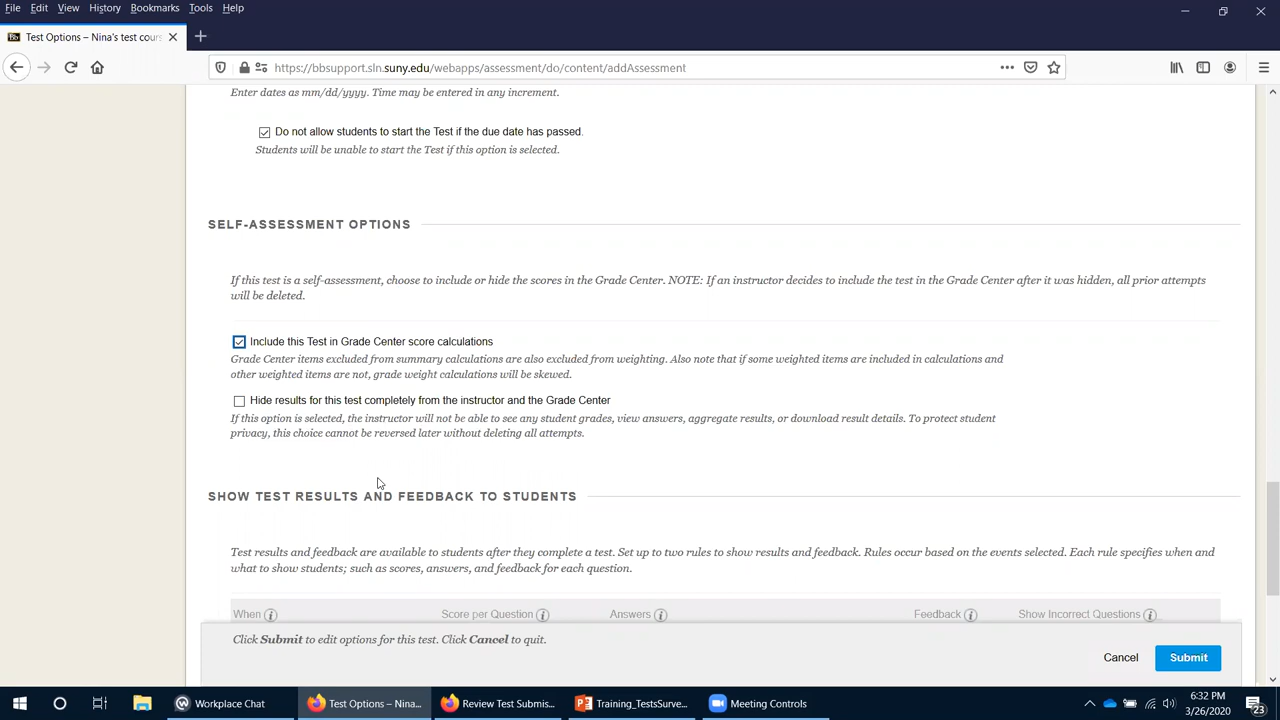 File Edit View History Bookmarks Tools Help
Test Options – Nina's test cours
https://bbsupport.sln.suny.edu/webapps/assessment/do/content/addAssessment
Enter dates as mm/dd/yyyy. Time may be entered in any increment.
Do not allow students to start the Test if the due date has passed.
Students will be unable to start the Test if this option is selected.
SELF-ASSESSMENT OPTIONS
If this test is a self-assessment, choose to include or hide the scores in the Grade Center. NOTE: If an instructor decides to include the test in the Grade Center after it was hidden, all prior attempts
will be deleted.
Include this Test in Grade Center score calculations
Grade Center items excluded from summary calculations are also excluded from weighting. Also note that if some weighted items are included in calculations and
other weighted items are not, grade weight calculations will be skewed.
Hide results for this test completely from the instructor and the Grade Center
If this option is selected, the instructor will not be able to see any student grades, view answers, aggregate results, or download result details. To protect student
privacy, this choice cannot be reversed later without deleting all attempts.
SHOW TEST RESULTS AND FEEDBACK TO STUDENTS
Test results and feedback are available to students after they complete a test. Set up to two rules to show results and feedback. Rules occur based on the events selected. Each rule specifies when and
what to show students; such as scores, answers, and feedback for each question.
When Score per Question Answers Feedback Show Incorrect Questions
Click Submit to edit options for this test. Click Cancel to quit.
Cancel Submit
Workplace Chat Test Options – Nina... Review Test Submis... Training_TestsSurve... Meeting Controls
6:32 PM
3/26/2020
23